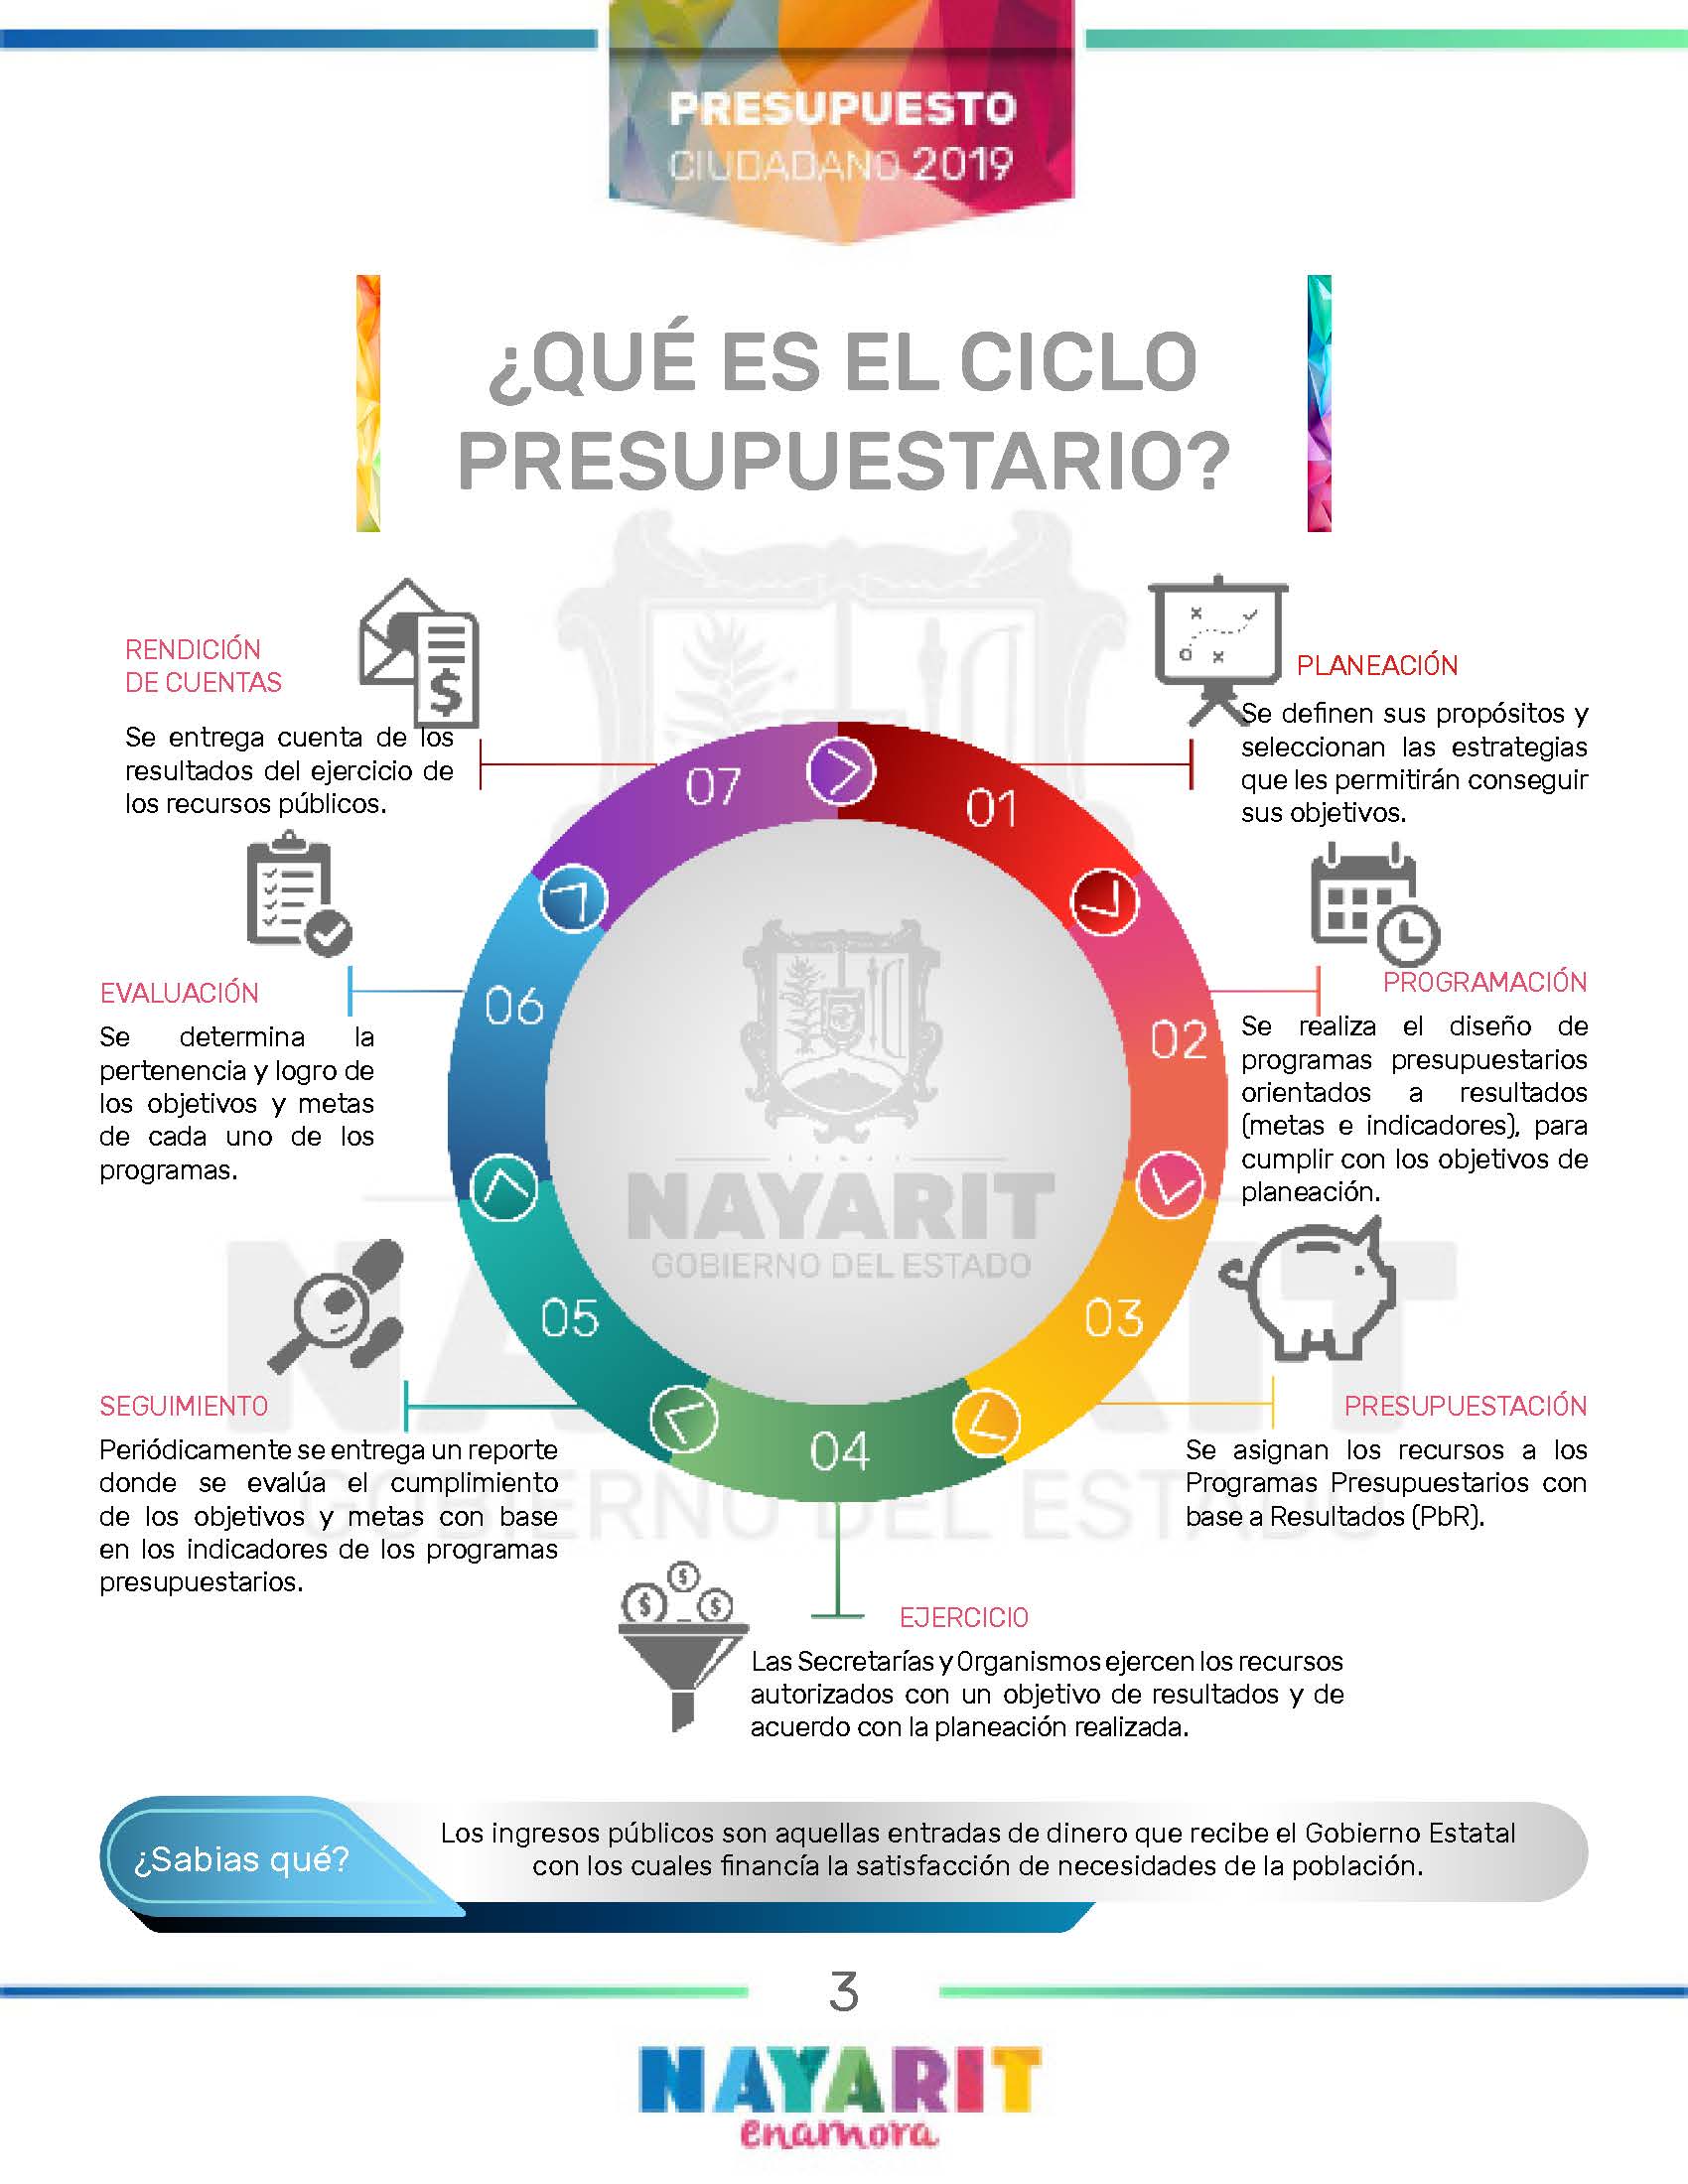 PRESUPUESTO
CIUDADANO 2019
¿QUÉ ES EL CICLO
PRESUPUESTARIO?
RENDICIÓN
DE CUENTAS
Se entrega cuenta de los
resultados del ejercicio de
los recursos públicos.
PLANEACIÓN
Se definen sus propósitos y
seleccionan las estrategias
que les permitirán conseguir
sus objetivos.
07
01
EVALUACIÓN
Se determina la
pertenencia y logro de
los objetivos y metas
de cada uno de los
programas.
06
02
PROGRAMACIÓN
Se realiza el diseño de
programas presupuestarios
orientados a resultados
(metas e indicadores), para
cumplir con los objetivos de
planeación.
NAYARIT
GOBIERNO DEL ESTADO
05
03
04
SEGUIMIENTO
Periódicamente se entrega un reporte
donde se evalúa el cumplimiento
de los objetivos y metas con base
en los indicadores de los programas
presupuestarios.
PRESUPUESTACIÓN
Se asignan los recursos a los
Programas Presupuestarios con
base a Resultados (PbR).
NAYARIT
GOBIERNO DEL ESTADO
EJERCICIO
Las Secretarías y Organismos ejercen los recursos
autorizados con un objetivo de resultados y de
acuerdo con la planeación realizada.
¿Sabias qué?
Los ingresos públicos son aquellas entradas de dinero que recibe el Gobierno Estatal
con los cuales financía la satisfacción de necesidades de la población.
3
NAYARIT
enamora